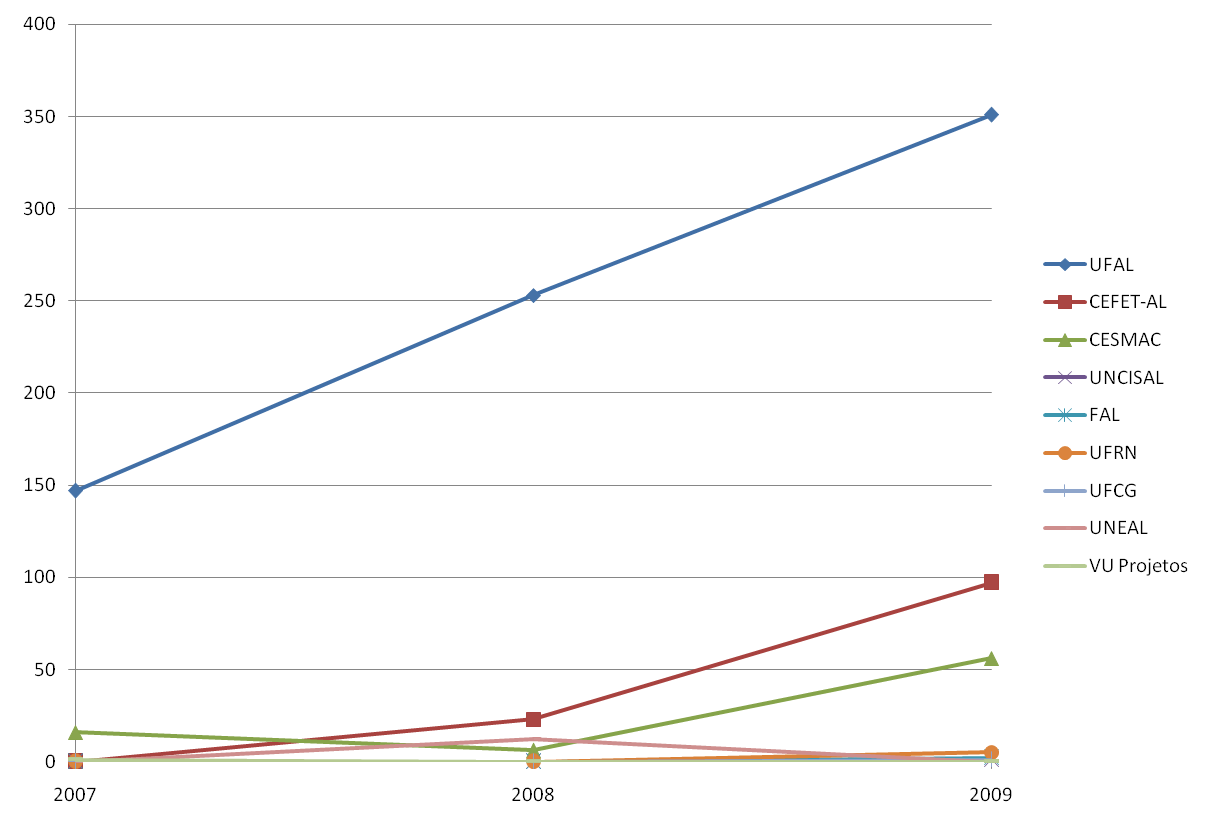 400
350
300
250
200
150
100
50
0
2007 2008 2009
UFAL
CEFET-AL
CESMAC
UNCISAL
FAL
UFRN
UFCG
UNEAL
VU Projetos